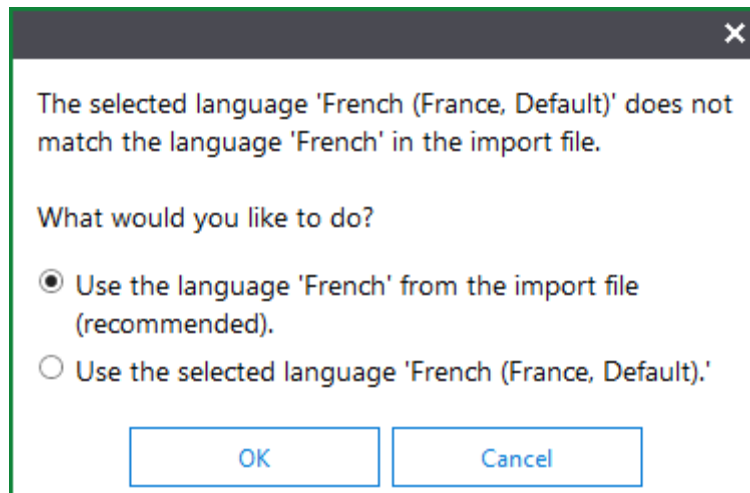 The selected language 'French (France, Default)' does not
match the language 'French' in the import file.
What would you like to do?
Use the language 'French' from the import file
(recommended).
Use the selected language 'French (France, Default).'
OK
Cancel